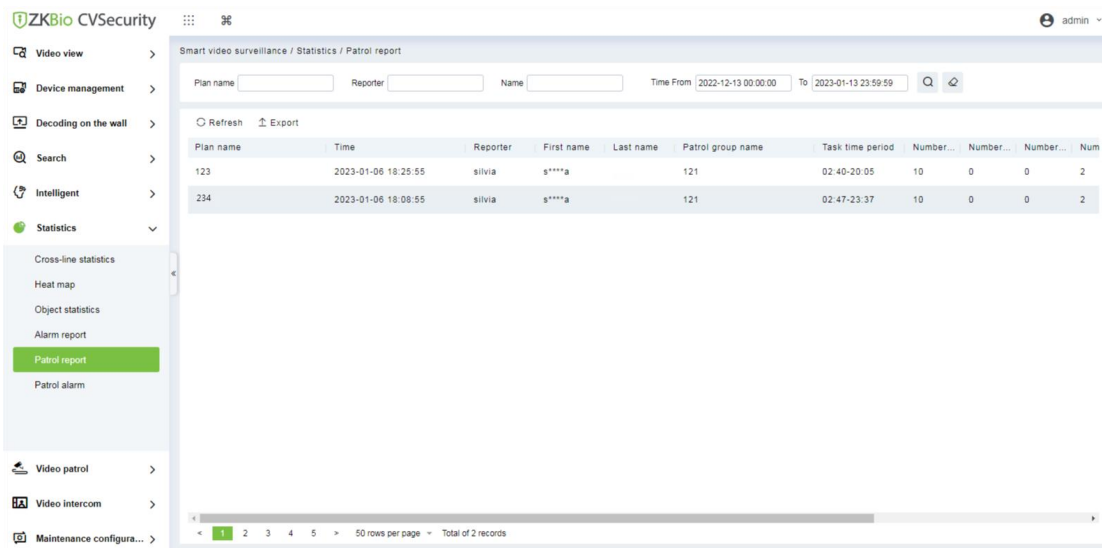 ZKBio CVSecurity
admin
Video view
Device management
Decoding on the wall
Search
Intelligent
Statistics
Cross-line statistics
Heat map
Object statistics
Alarm report
Patrol report
Patrol alarm
Video patrol
Video intercom
Maintenance configura...
Smart video surveillance / Statistics / Patrol report
Plan name Reporter Name Time From 2022-12-13 00:00:00 To 2023-01-13 23:59:59
Refresh Export
Plan name Time Reporter First name Last name Patrol group name Task time period Number... Number... Number... Num
123 2023-01-06 18:25:55 silvia s****a 121 02:40-20:05 10 0 0 2
234 2023-01-06 18:08:55 silvia s****a 121 02:47-23:37 10 0 0 2
< 1 2 3 4 5 > 50 rows per page Total of 2 records